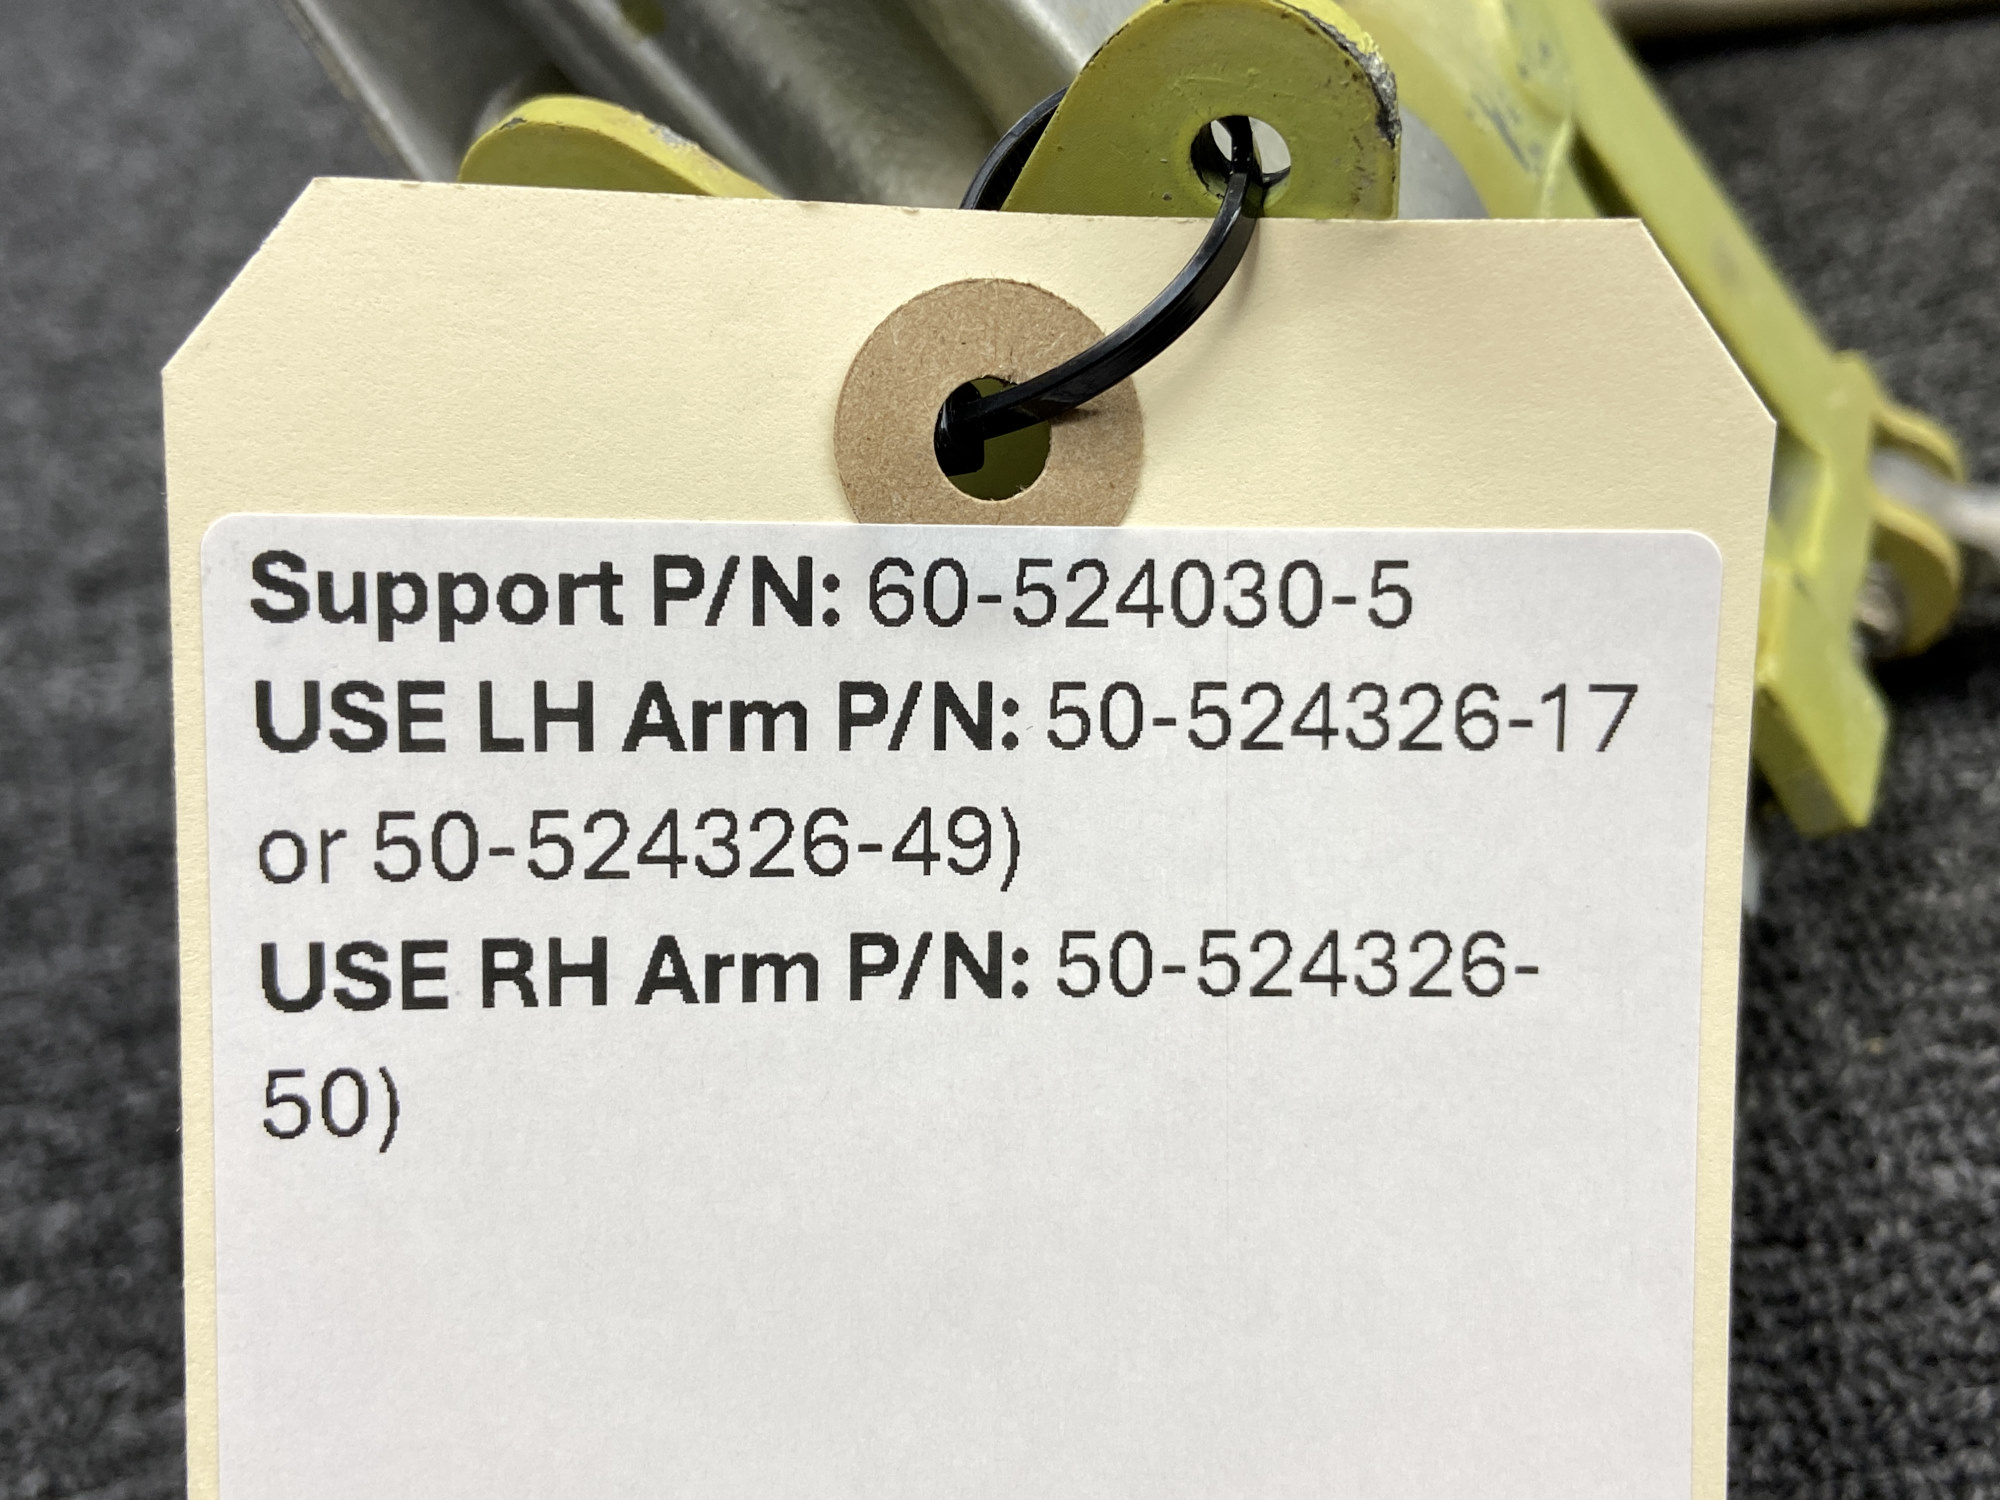 Support P/N: 60-524030-5
USE LH Arm P/N: 50-524326-17
or 50-524326-49)
USE RH Arm P/N: 50-524326-
50)